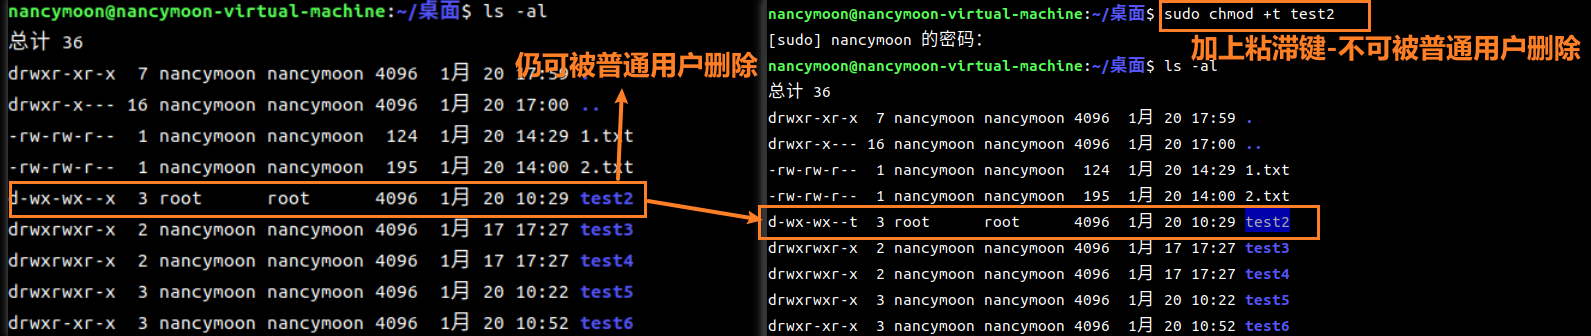 nancymoon@nancymoon-virtual-machine:~/桌面$ ls -al
总计 36
drwxr-xr-x 7 nancymoon nancymoon 4096 1月 20 17:59 .
drwxr-x--- 16 nancymoon nancymoon 4096 1月 20 17:00 ..
-rw-rw-r-- 1 nancymoon nancymoon 124 1月 20 14:29 1.txt
-rw-rw-r-- 1 nancymoon nancymoon 195 1月 20 14:00 2.txt
d-wx-wx--x 3 root root 4096 1月 20 10:29 test2
drwxrwxr-x 2 nancymoon nancymoon 4096 1月 17 17:27 test3
drwxrwxr-x 2 nancymoon nancymoon 4096 1月 17 17:27 test4
drwxrwxr-x 3 nancymoon nancymoon 4096 1月 20 10:22 test5
drwxrwxr-x 3 nancymoon nancymoon 4096 1月 20 10:52 test6
仍可被普通用户删除
nancymoon@nancymoon-virtual-machine:~/桌面$ sudo chmod +t test2
[sudo] nancymoon 的密码：
加上粘滞键-不可被普通用户删除
nancymoon@nancymoon-virtual-machine:~/桌面$ ls -al
总计 36
drwxr-xr-x 7 nancymoon nancymoon 4096 1月 20 17:59 .
drwxr-x--- 16 nancymoon nancymoon 4096 1月 20 17:00 ..
-rw-rw-r-- 1 nancymoon nancymoon 124 1月 20 14:29 1.txt
-rw-rw-r-- 1 nancymoon nancymoon 195 1月 20 14:00 2.txt
d-wx-wx--t 3 root root 4096 1月 20 10:29 test2
drwxrwxr-x 2 nancymoon nancymoon 4096 1月 17 17:27 test3
drwxrwxr-x 2 nancymoon nancymoon 4096 1月 17 17:27 test4
drwxrwxr-x 3 nancymoon nancymoon 4096 1月 20 10:22 test5
drwxrwxr-x 3 nancymoon nancymoon 4096 1月 20 10:52 test6